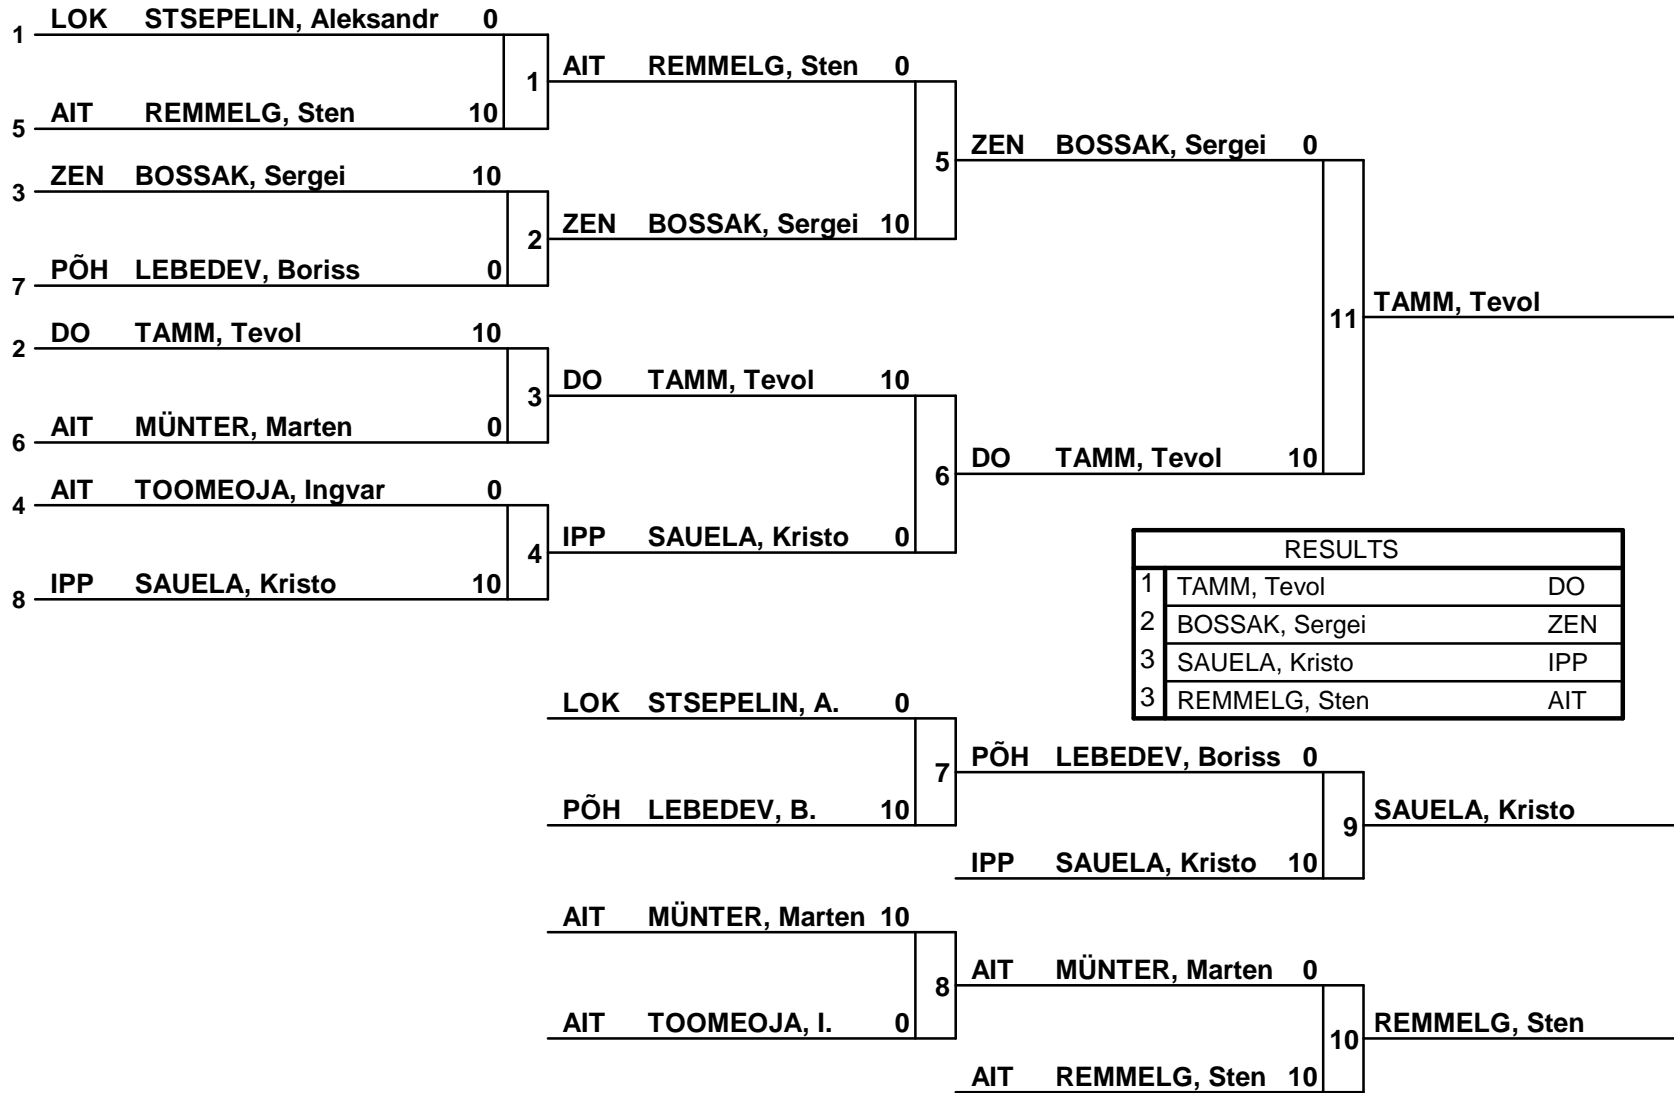 LOK STSEPELIN, Aleksandr 0
1
AIT REMMELG, Sten 0
1
AIT REMMELG, Sten 10
5
ZEN BOSSAK, Sergei 0
5
ZEN BOSSAK, Sergei 10
3
ZEN BOSSAK, Sergei 10
2
PÕH LEBEDEV, Boriss 0
7
TAMM, Tevol
11
DO TAMM, Tevol 10
2
DO TAMM, Tevol 10
3
AIT MÜNTER, Marten 0
6
DO TAMM, Tevol 10
6
AIT TOOMEOJA, Ingvar 0
4
IPP SAUELA, Kristo 0
4
IPP SAUELA, Kristo 10
8
RESULTS
1 TAMM, Tevol DO
2 BOSSAK, Sergei ZEN
3 SAUELA, Kristo IPP
3 REMMELG, Sten AIT
LOK STSEPELIN, A. 0
7
PÕH LEBEDEV, Boriss 0
PÕH LEBEDEV, B. 10
SAUELA, Kristo
9
IPP SAUELA, Kristo 10
AIT MÜNTER, Marten 10
8
AIT MÜNTER, Marten 0
AIT TOOMEOJA, I. 0
REMMELG, Sten
10
AIT REMMELG, Sten 10